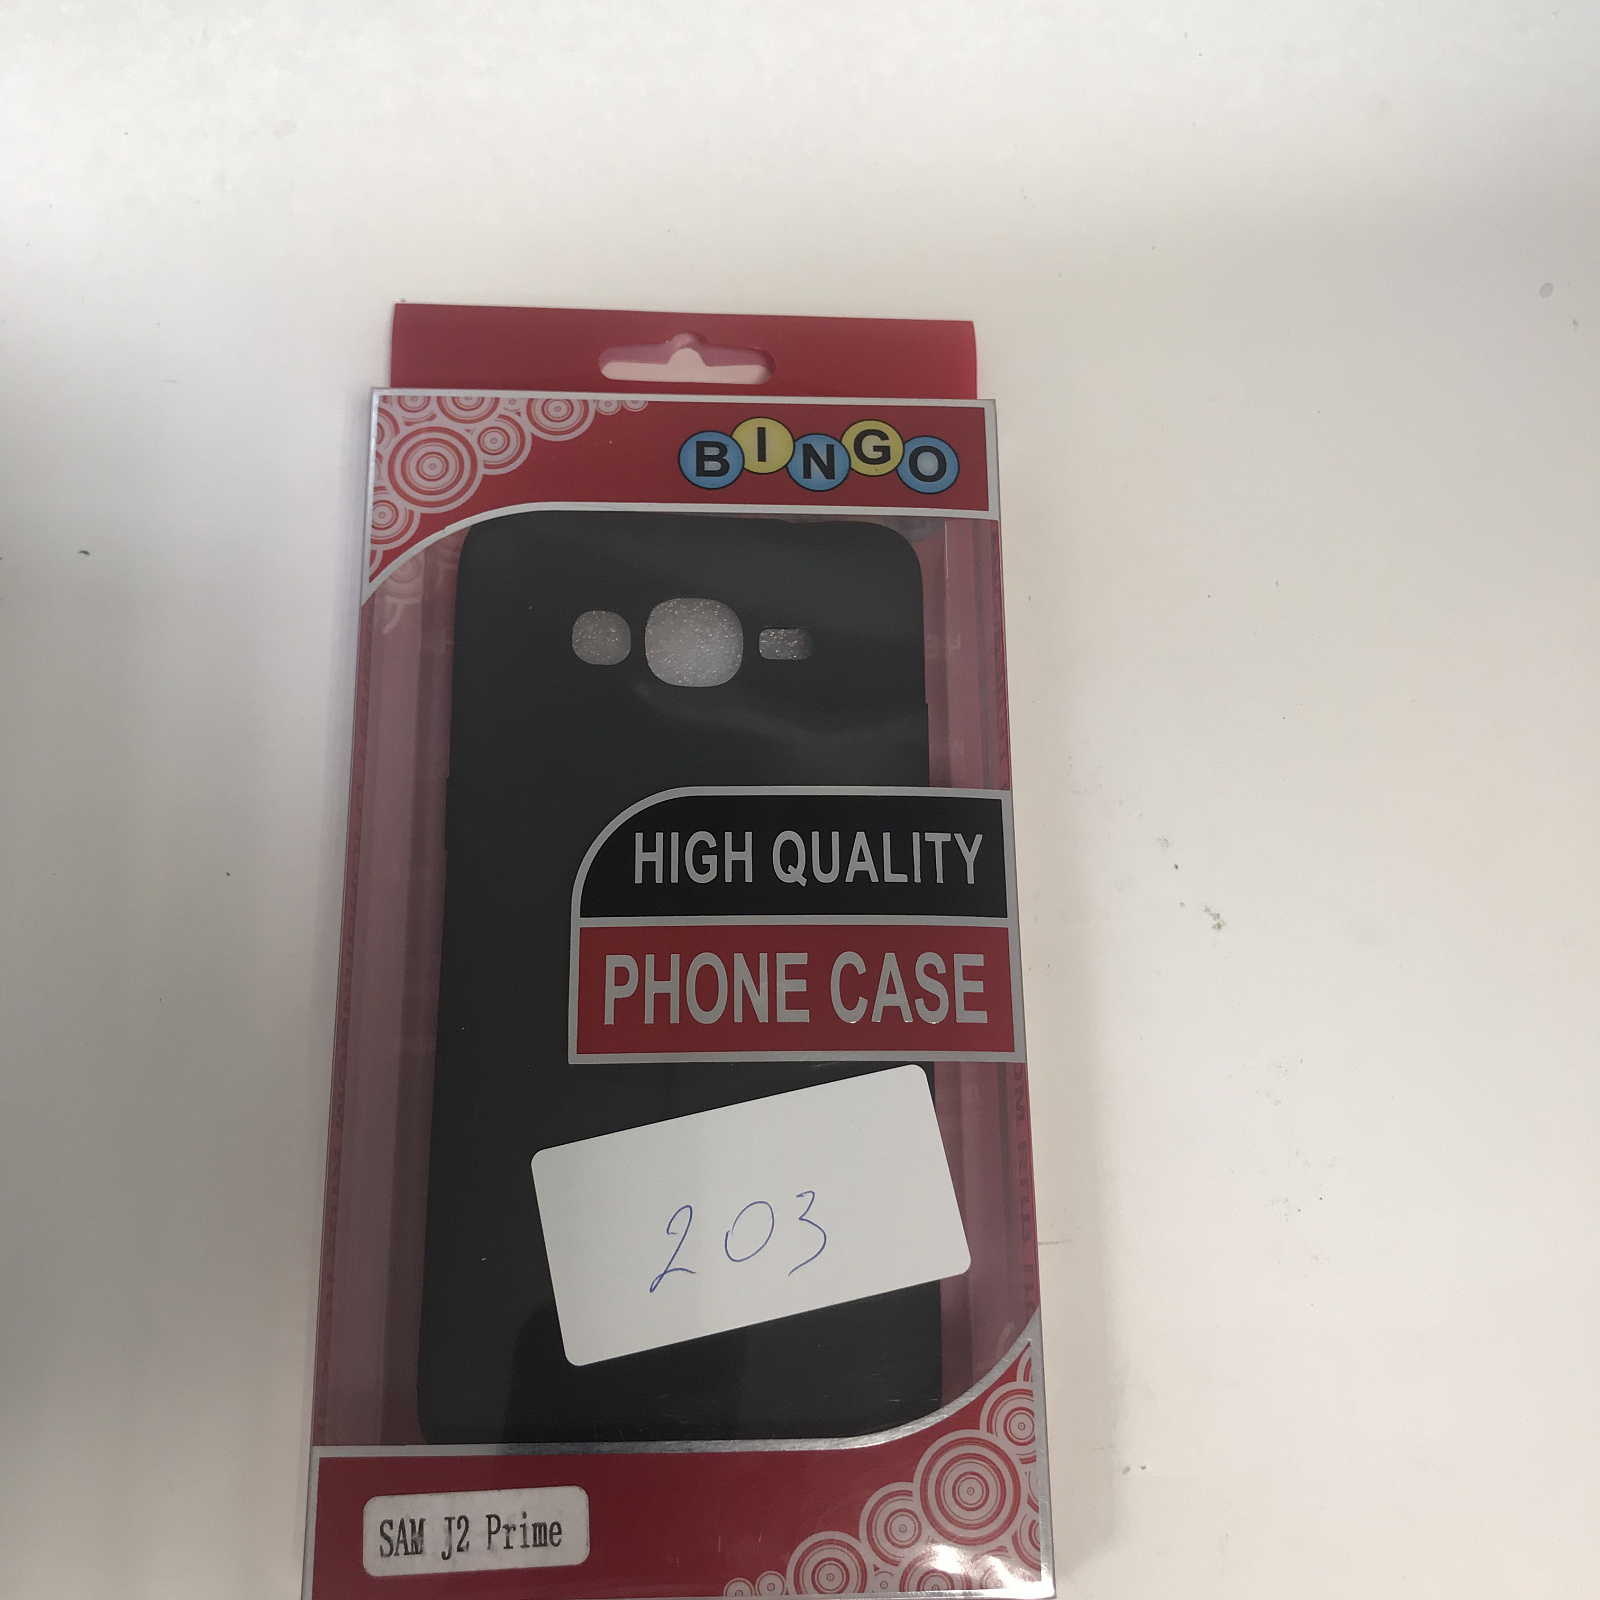 BINGO
HIGH QUALITY
PHONE CASE
203
SAM J2 Prime